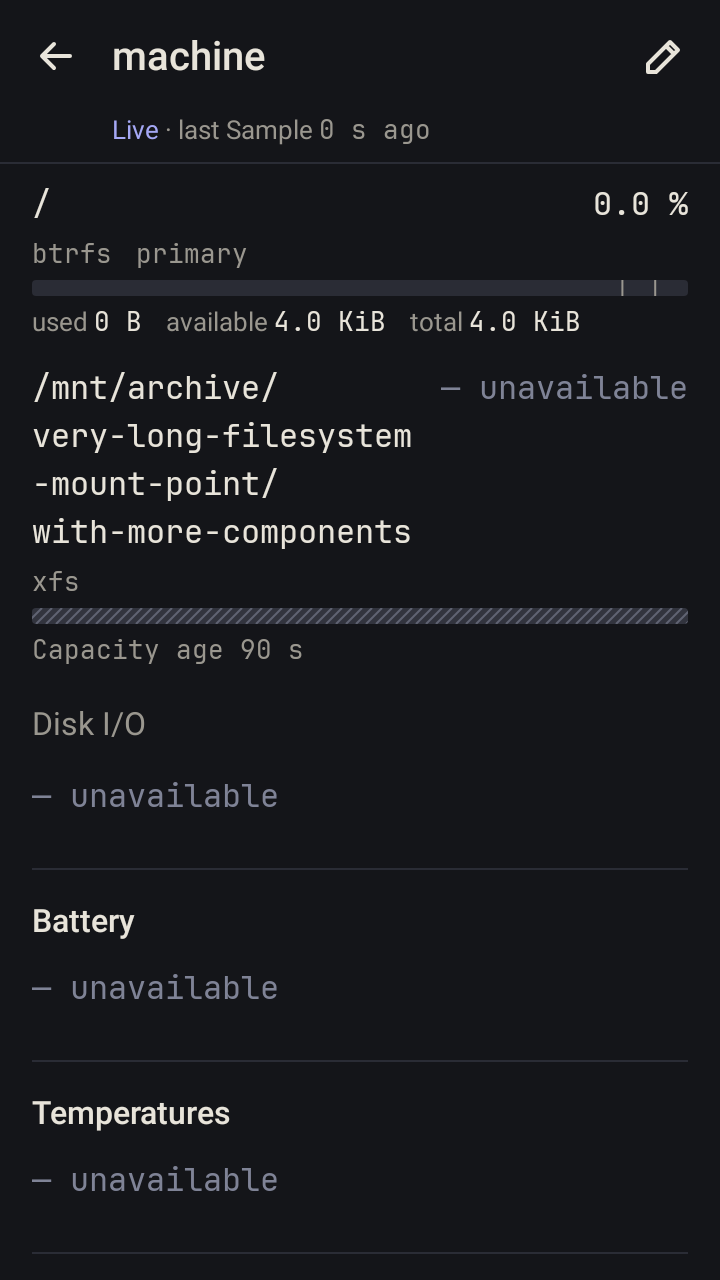 machine
Live · last Sample 0 s ago
/ 0.0 %
btrfs primary
used 0 B available 4.0 KiB total 4.0 KiB
/mnt/archive/ — unavailable
very-long-filesystem
-mount-point/
with-more-components
xfs
Capacity age 90 s
Disk I/O
— unavailable
Battery
— unavailable
Temperatures
— unavailable